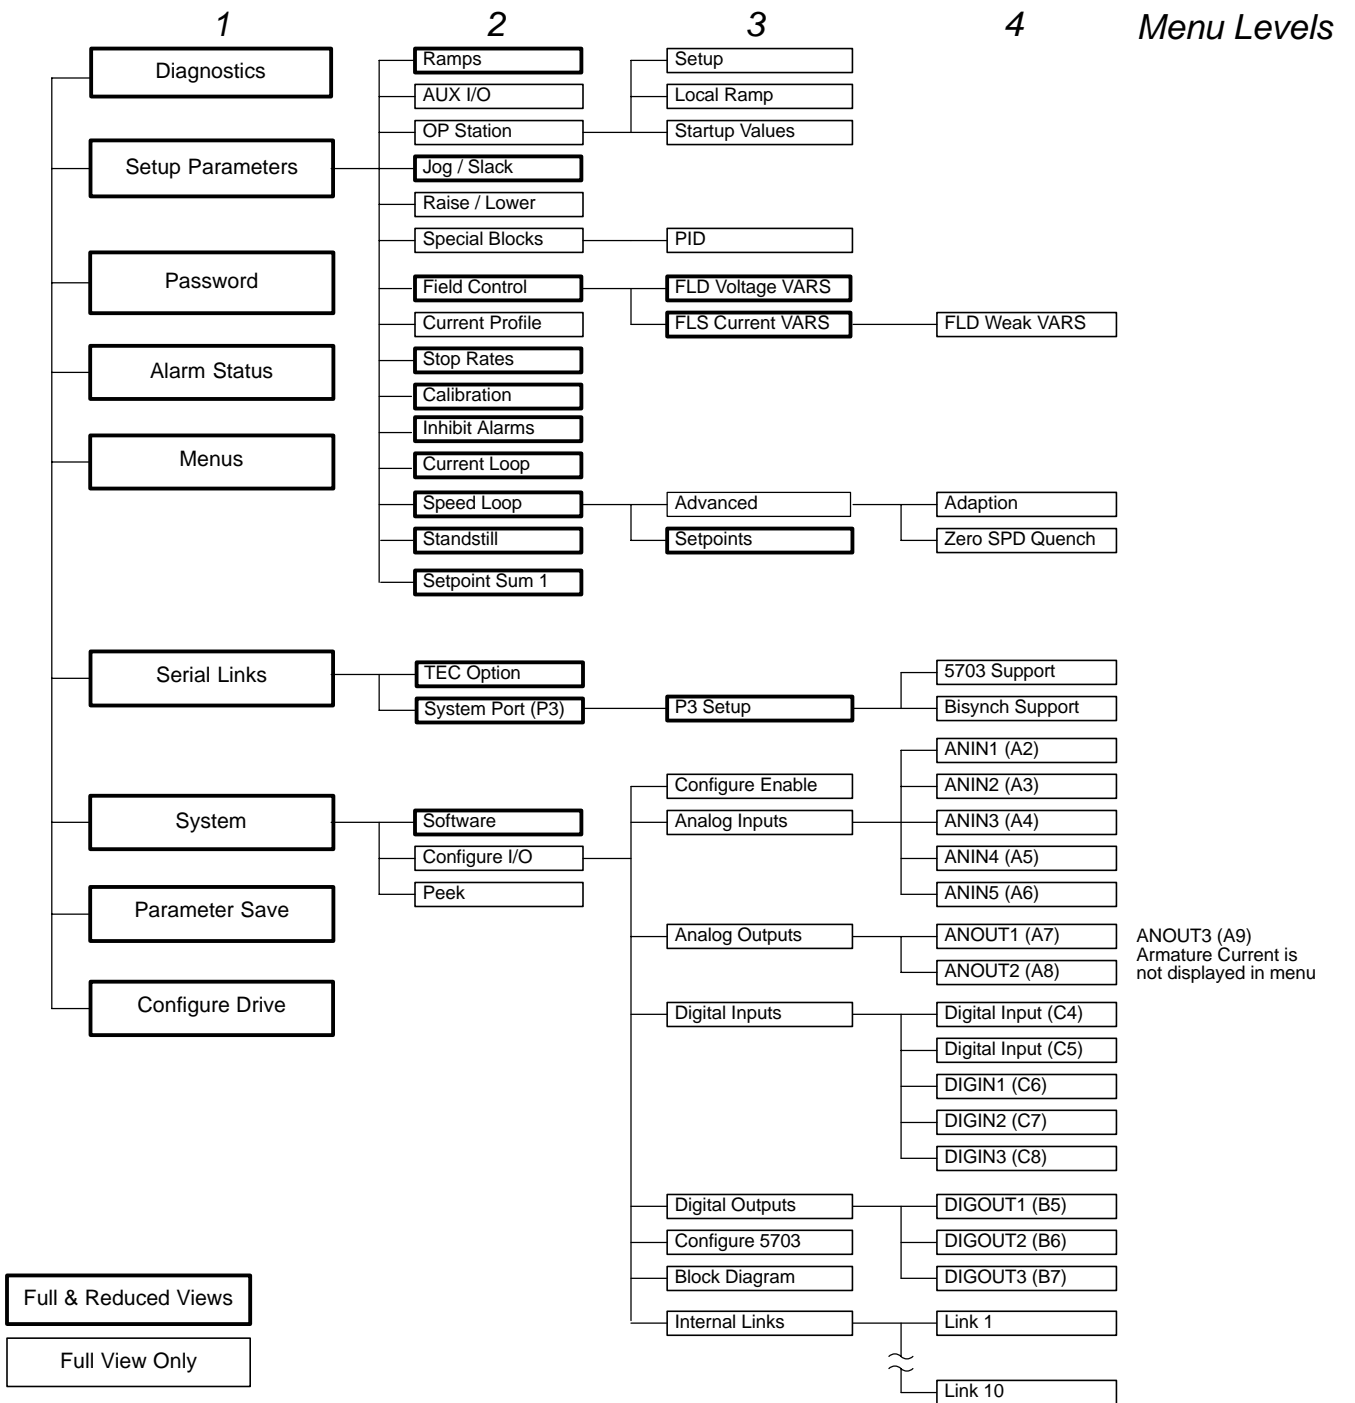 1 2 3 4 Menu Levels
Diagnostics
Setup Parameters
Password
Alarm Status
Menus
Serial Links
System
Parameter Save
Configure Drive
Ramps
AUX I/O
OP Station
Jog / Slack
Raise / Lower
Special Blocks
Field Control
Current Profile
Stop Rates
Calibration
Inhibit Alarms
Current Loop
Speed Loop
Standstill
Setpoint Sum 1
TEC Option
System Port (P3)
Software
Configure I/O
Peek
Setup
Local Ramp
Startup Values
PID
FLD Voltage VARS
FLS Current VARS
Advanced
Setpoints
P3 Setup
Configure Enable
Analog Inputs
Analog Outputs
Digital Inputs
Digital Outputs
Configure 5703
Block Diagram
Internal Links
FLD Weak VARS
Adaption
Zero SPD Quench
5703 Support
Bisynch Support
ANIN1 (A2)
ANIN2 (A3)
ANIN3 (A4)
ANIN4 (A5)
ANIN5 (A6)
ANOUT1 (A7)
ANOUT2 (A8)
Digital Input (C4)
Digital Input (C5)
DIGIN1 (C6)
DIGIN2 (C7)
DIGIN3 (C8)
DIGOUT1 (B5)
DIGOUT2 (B6)
DIGOUT3 (B7)
Link 1
Link 10
ANOUT3 (A9)
Armature Current is
not displayed in menu
Full & Reduced Views
Full View Only